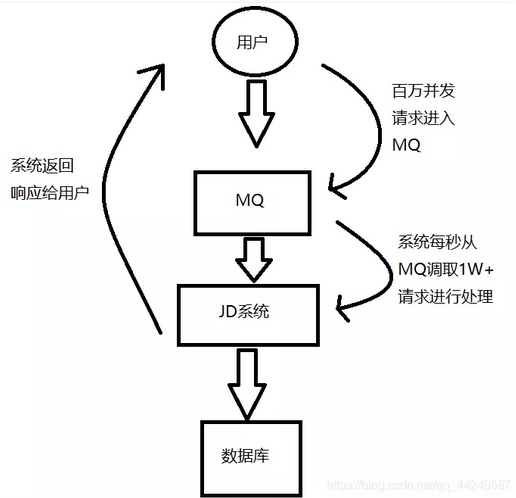 用户
百万并发
请求进入
MQ
系统返回
响应给用户
MQ
系统每秒从
MQ调取1W+
请求进行处理
JD系统
数据库
https://blog.csdn.net/qq_44240587